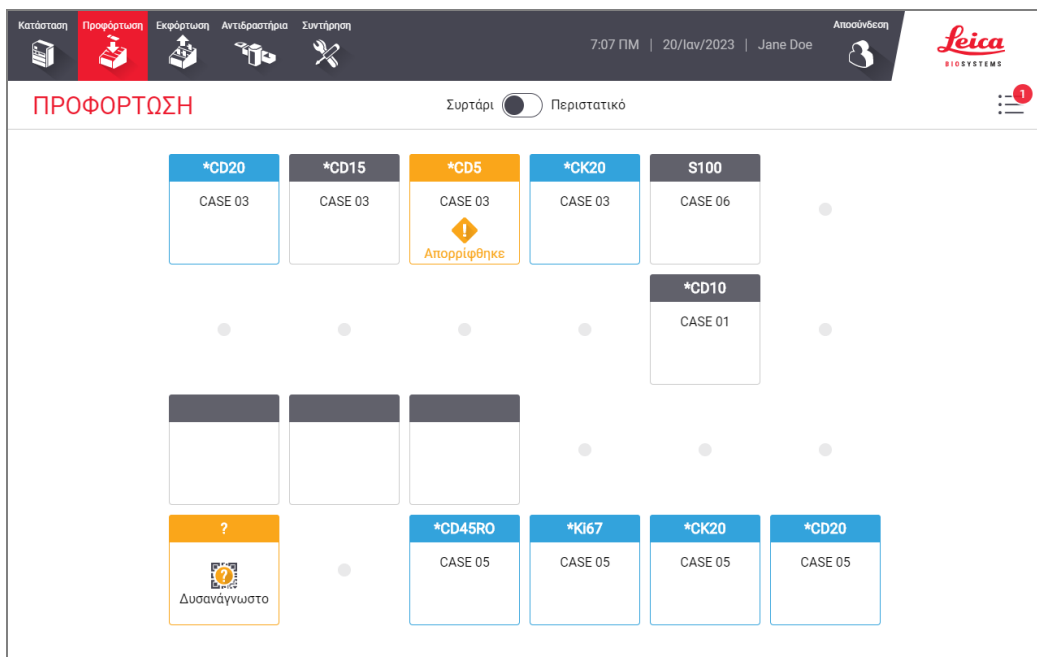 Κατάσταση Προφόρτωση Εκφόρτωση Αντιδραστήρια Συντήρηση
7:07 ΠΜ | 20/Ιαν/2023 | Jane Doe
Αποσύνδεση
Leica
BIOSYSTEMS
ΠΡΟΦΟΡΤΩΣΗ
Συρτάρι Περιστατικό
1
*CD20 *CD15 *CD5 *CK20 S100
CASE 03 CASE 03 CASE 03 CASE 03 CASE 06
!
Απορρίφθηκε
*CD10
CASE 01
? *CD45RO *Ki67 *CK20 *CD20
CASE 05 CASE 05 CASE 05 CASE 05
?
Δυσανάγνωστο